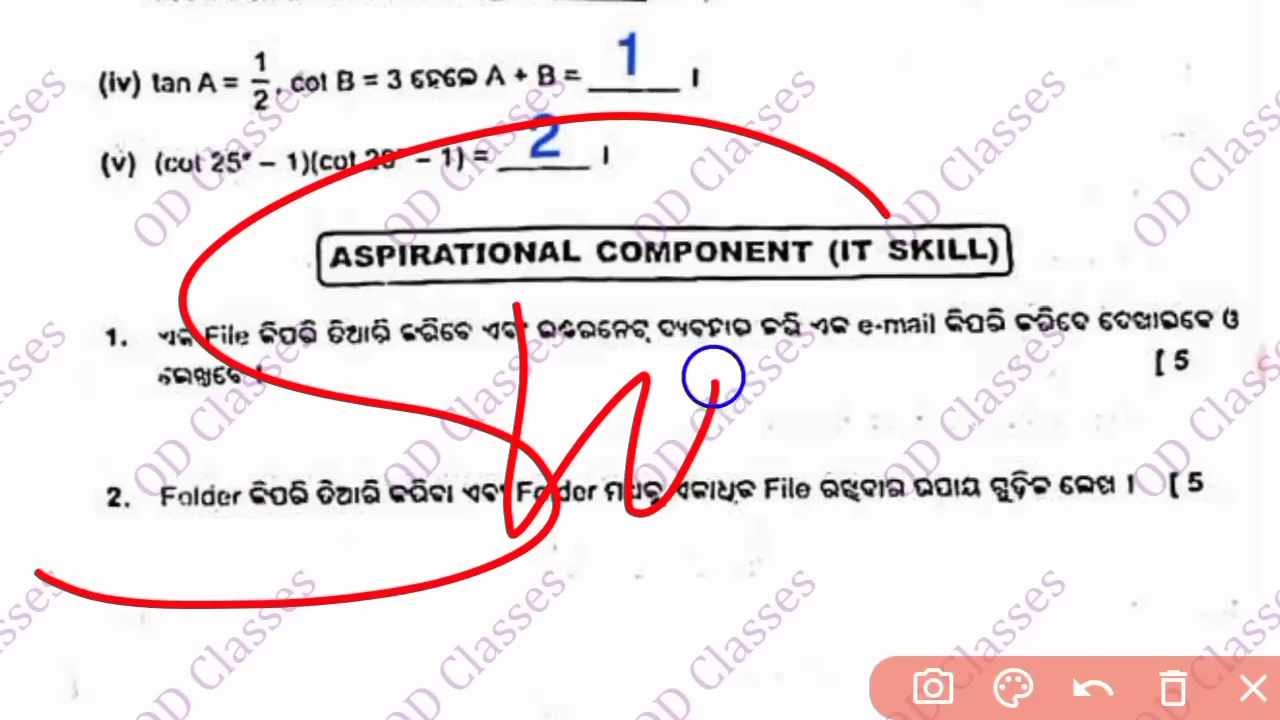 (iv) tan A = 1/2, cot B = 3 ହେଲେ A + B = 1 ।
(v) (cot 25° – 1)(cot 20° – 1) = 2 ।
ASPIRATIONAL COMPONENT (IT SKILL)
1. ଏକ File କିପରି ତିଆରି କରିବେ ଏବଂ ଇଣ୍ଟରନେଟ୍ ବ୍ୟବହାର କରି ଏକ e-mail କିପରି କରିବେ ଦେଖାଇବେ ଓ
ଲେଖିବେ । [ 5
2. Folder କିପରି ତିଆରି କରିବା ଏବଂ Folder ମଧ୍ୟକୁ ଏକାଧିକ File ରଖିବାର ଉପାୟ ଗୁଡ଼ିକ ଲେଖ । [ 5
OD Classes